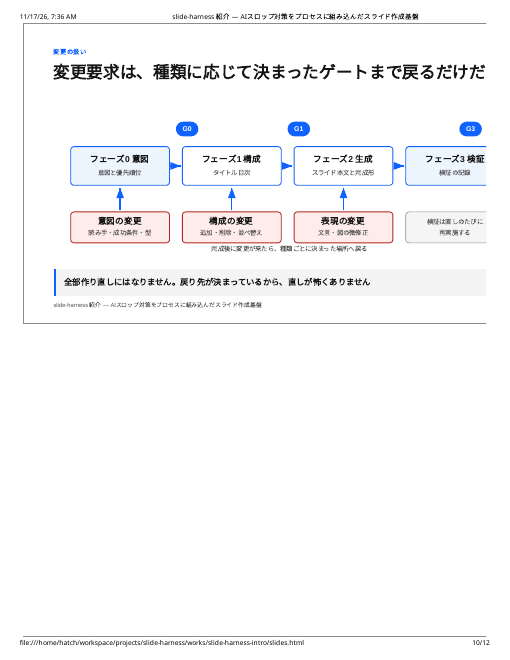 11/17/26, 7:36 AM
slide-harness 紹介 — AIスロップ対策をプロセスに組み込んだスライド作成基盤
変更の扱い
変更要求は、種類に応じて決まったゲートまで戻るだけだ
G0
G1
G3
フェーズ0 意図
意図と優先順位
フェーズ1 構成
タイトル目次
フェーズ2 生成
スライド本文と完成形
フェーズ3 検証
検証の記録
意図の変更
読み手・成功条件・型
構成の変更
追加・削除・並べ替え
表現の変更
文言・図の微修正
検証は直しのたびに
再実施する
完成後に変更が来たら、種類ごとに決まった場所へ戻る
全部作り直しにはなりません。戻り先が決まっているから、直しが怖くありません
slide-harness 紹介 — AIスロップ対策をプロセスに組み込んだスライド作成基盤
file:///home/hatch/workspace/projects/slide-harness/works/slide-harness-intro/slides.html
10/12